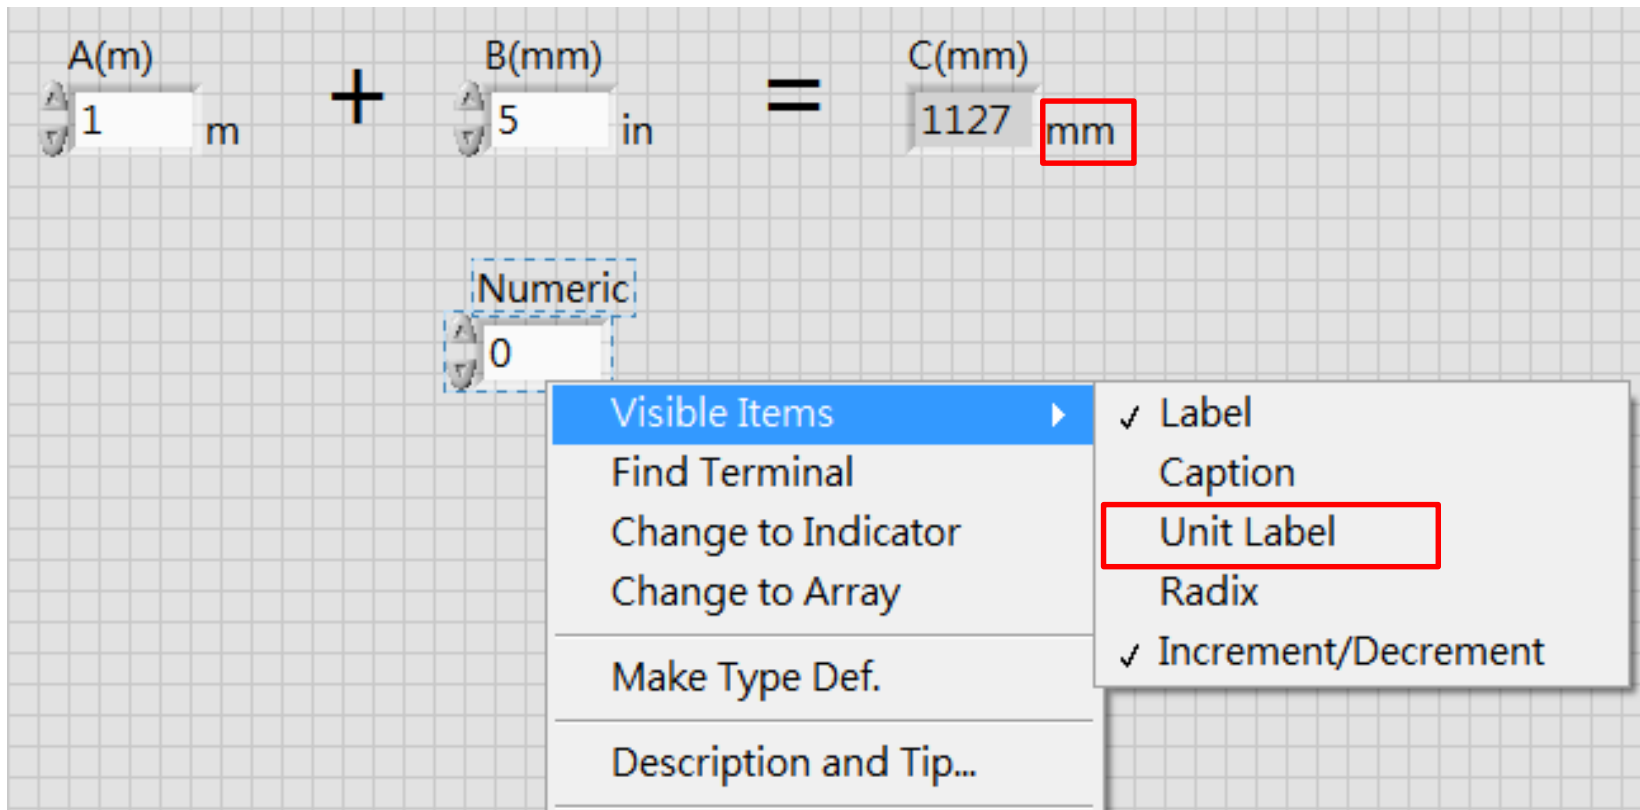 A(m) B(mm) C(mm)
1 m + 5 in = 1127 mm
Numeric
0
Visible Items
Find Terminal
Change to Indicator
Change to Array
Make Type Def.
Description and Tip...
✓ Label
Caption
Unit Label
Radix
✓ Increment/Decrement